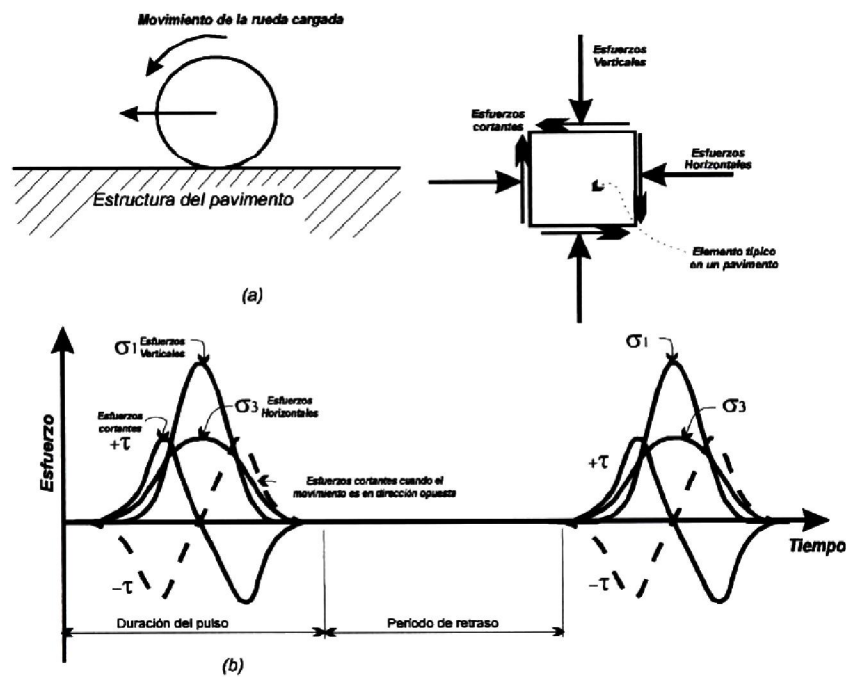 Movimiento de la rueda cargada
Estructura del pavimento
Esfuerzos
Verticales
Esfuerzos
cortantes
Esfuerzos
Horizontales
Elemento típico
en un pavimento
(a)
Esfuerzo
σ1 Esfuerzos
Verticales
σ3 Esfuerzos
Horizontales
Esfuerzos
cortantes
+τ
Esfuerzos cortantes cuando el
movimiento es en dirección opuesta
−τ
σ1
σ3
+τ
−τ
Tiempo
Duración del pulso
Período de retraso
(b)